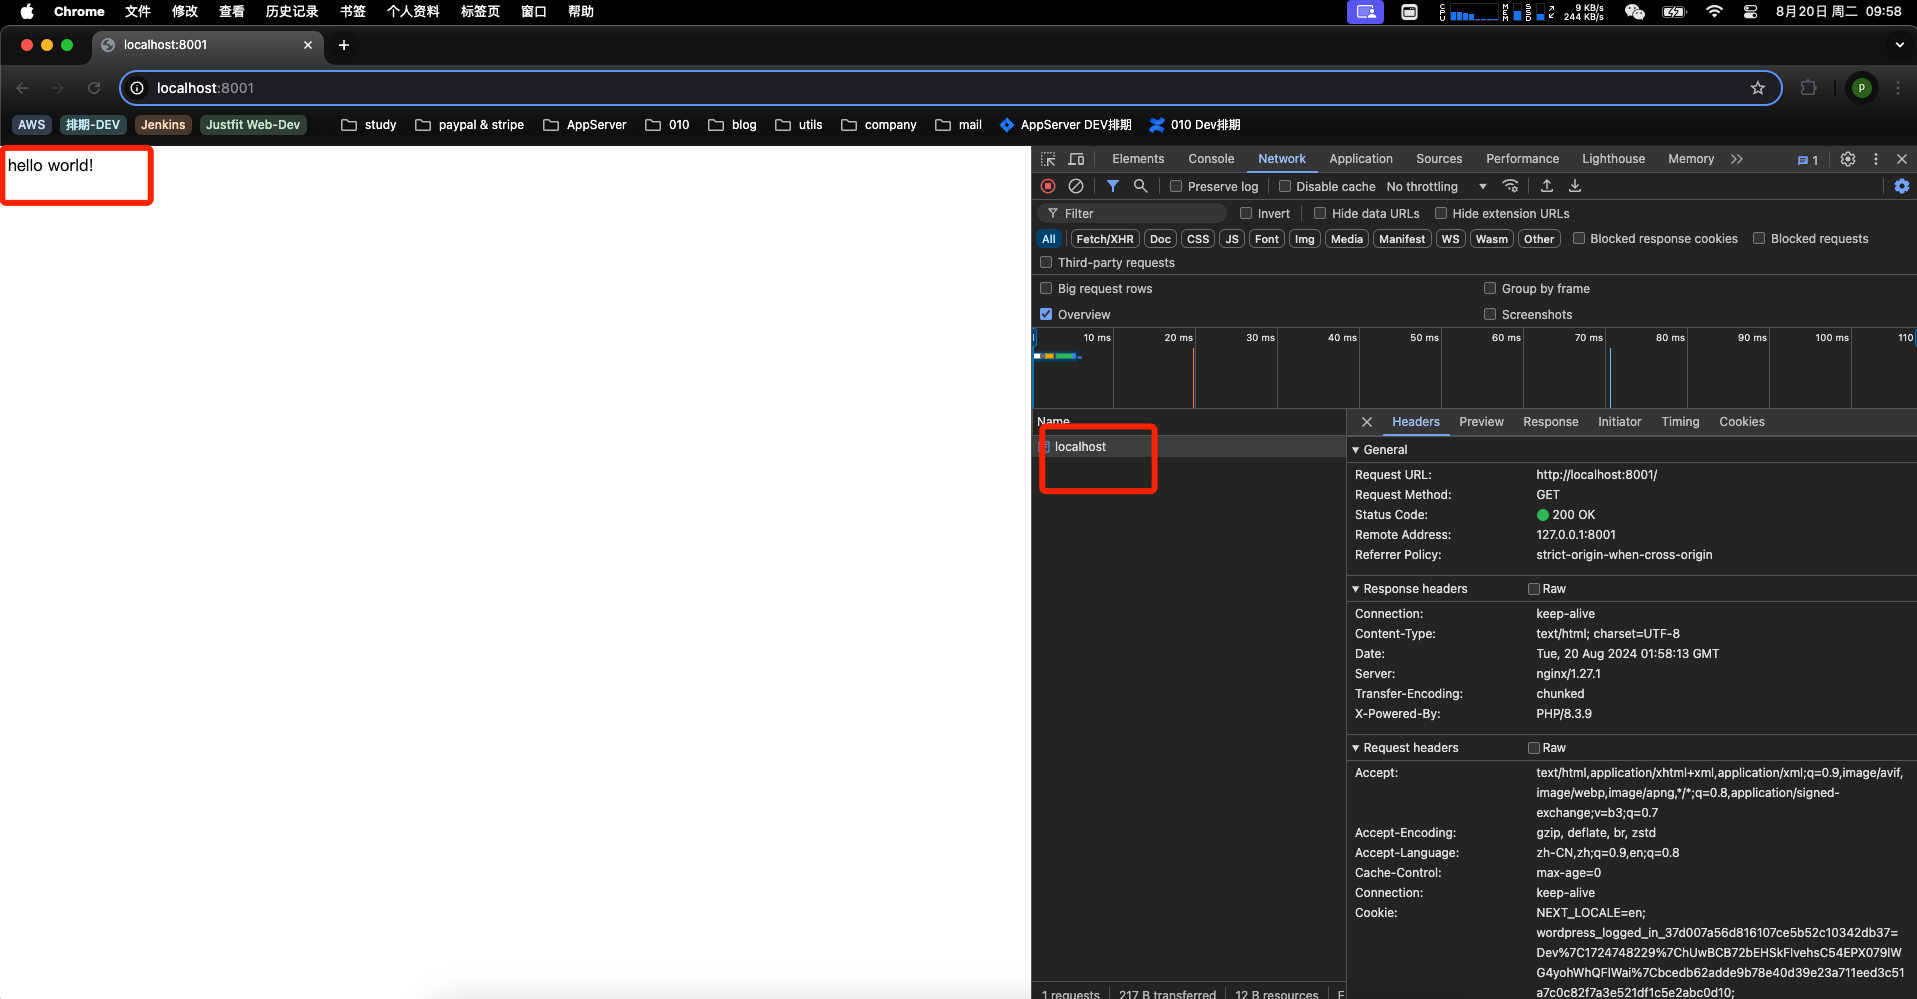 Chrome 文件 修改 查看 历史记录 书签 个人资料 标签页 窗口 帮助 CPU MEM SSD 9 KB/s 244 KB/s 8月20日 周二 09:58
localhost:8001
localhost:8001 p
AWS 排期-DEV Jenkins Justfit Web-Dev study paypal & stripe AppServer 010 blog utils company mail AppServer DEV排期 010 Dev排期
hello world!
Elements Console Network Application Sources Performance Lighthouse Memory 1
Preserve log Disable cache No throttling
Filter Invert Hide data URLs Hide extension URLs
All Fetch/XHR Doc CSS JS Font Img Media Manifest WS Wasm Other Blocked response cookies Blocked requests
Third-party requests
Big request rows Group by frame
Overview Screenshots
10 ms 20 ms 30 ms 40 ms 50 ms 60 ms 70 ms 80 ms 90 ms 100 ms 110
Name
localhost
Headers Preview Response Initiator Timing Cookies
General
Request URL: http://localhost:8001/
Request Method: GET
Status Code: 200 OK
Remote Address: 127.0.0.1:8001
Referrer Policy: strict-origin-when-cross-origin
Response headers Raw
Connection: keep-alive
Content-Type: text/html; charset=UTF-8
Date: Tue, 20 Aug 2024 01:58:13 GMT
Server: nginx/1.27.1
Transfer-Encoding: chunked
X-Powered-By: PHP/8.3.9
Request headers Raw
Accept: text/html,application/xhtml+xml,application/xml;q=0.9,image/avif,
image/webp,image/apng,*/*;q=0.8,application/signed-
exchange;v=b3;q=0.7
Accept-Encoding: gzip, deflate, br, zstd
Accept-Language: zh-CN,zh;q=0.9,en;q=0.8
Cache-Control: max-age=0
Connection: keep-alive
Cookie: NEXT_LOCALE=en;
wordpress_logged_in_37d007a56d816107ce5b52c10342db37=
Dev%7C1724748229%7ChUwBCB72bEHSkFlvehsC54EPX079lW
G4yohWhQFlWai%7Cbcedb62adde9b78e40d39e23a711eed3c51
a7c0c82f7a3e521df1c5e2abc0d10;
1 requests 217 B transferred 12 B resources F